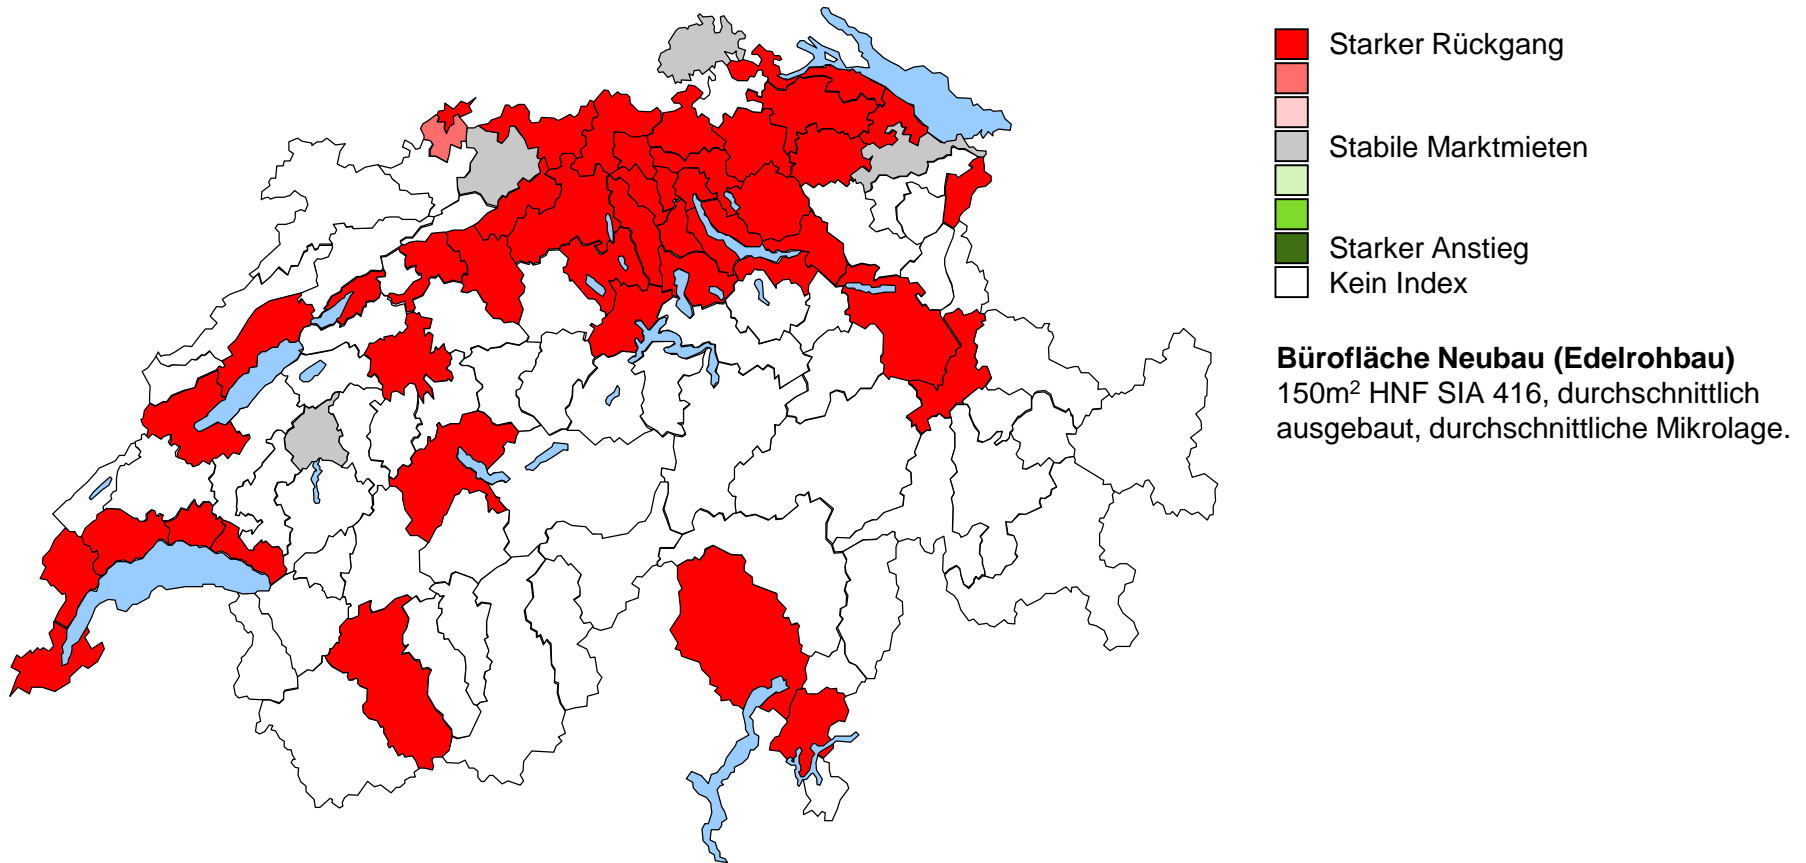 Starker Rückgang
Stabile Marktmieten
Starker Anstieg
Kein Index
Bürofläche Neubau (Edelrohbau)
150m² HNF SIA 416, durchschnittlich
ausgebaut, durchschnittliche Mikrolage.